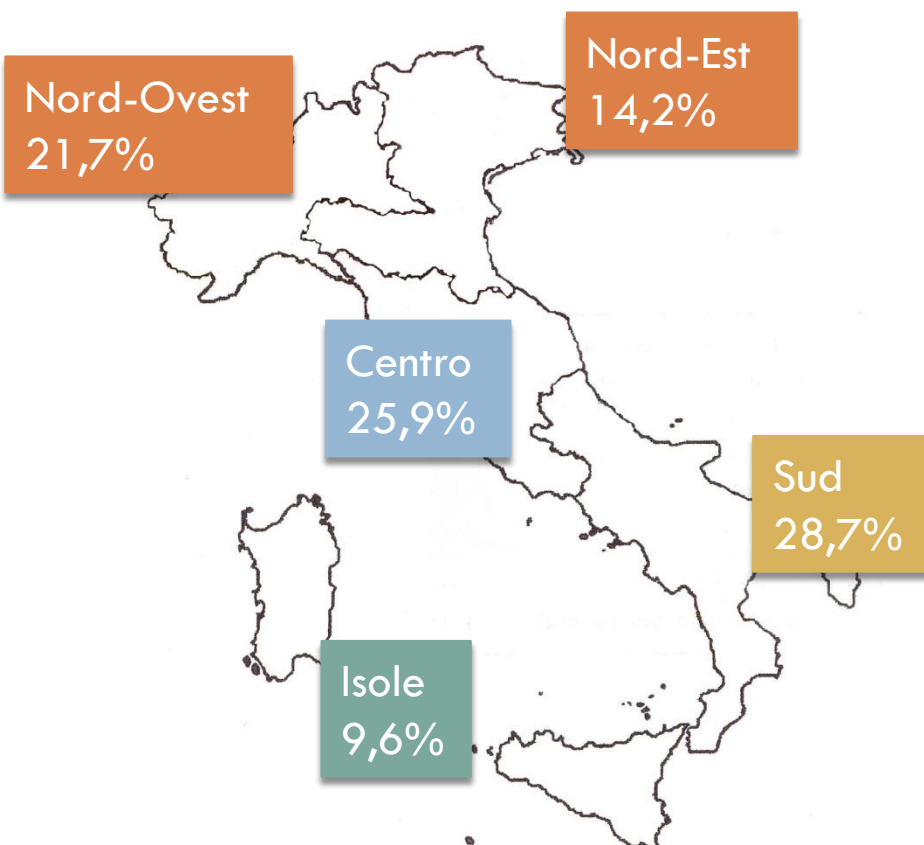 Nord-Ovest
21,7%
Nord-Est
14,2%
Centro
25,9%
Sud
28,7%
Isole
9,6%